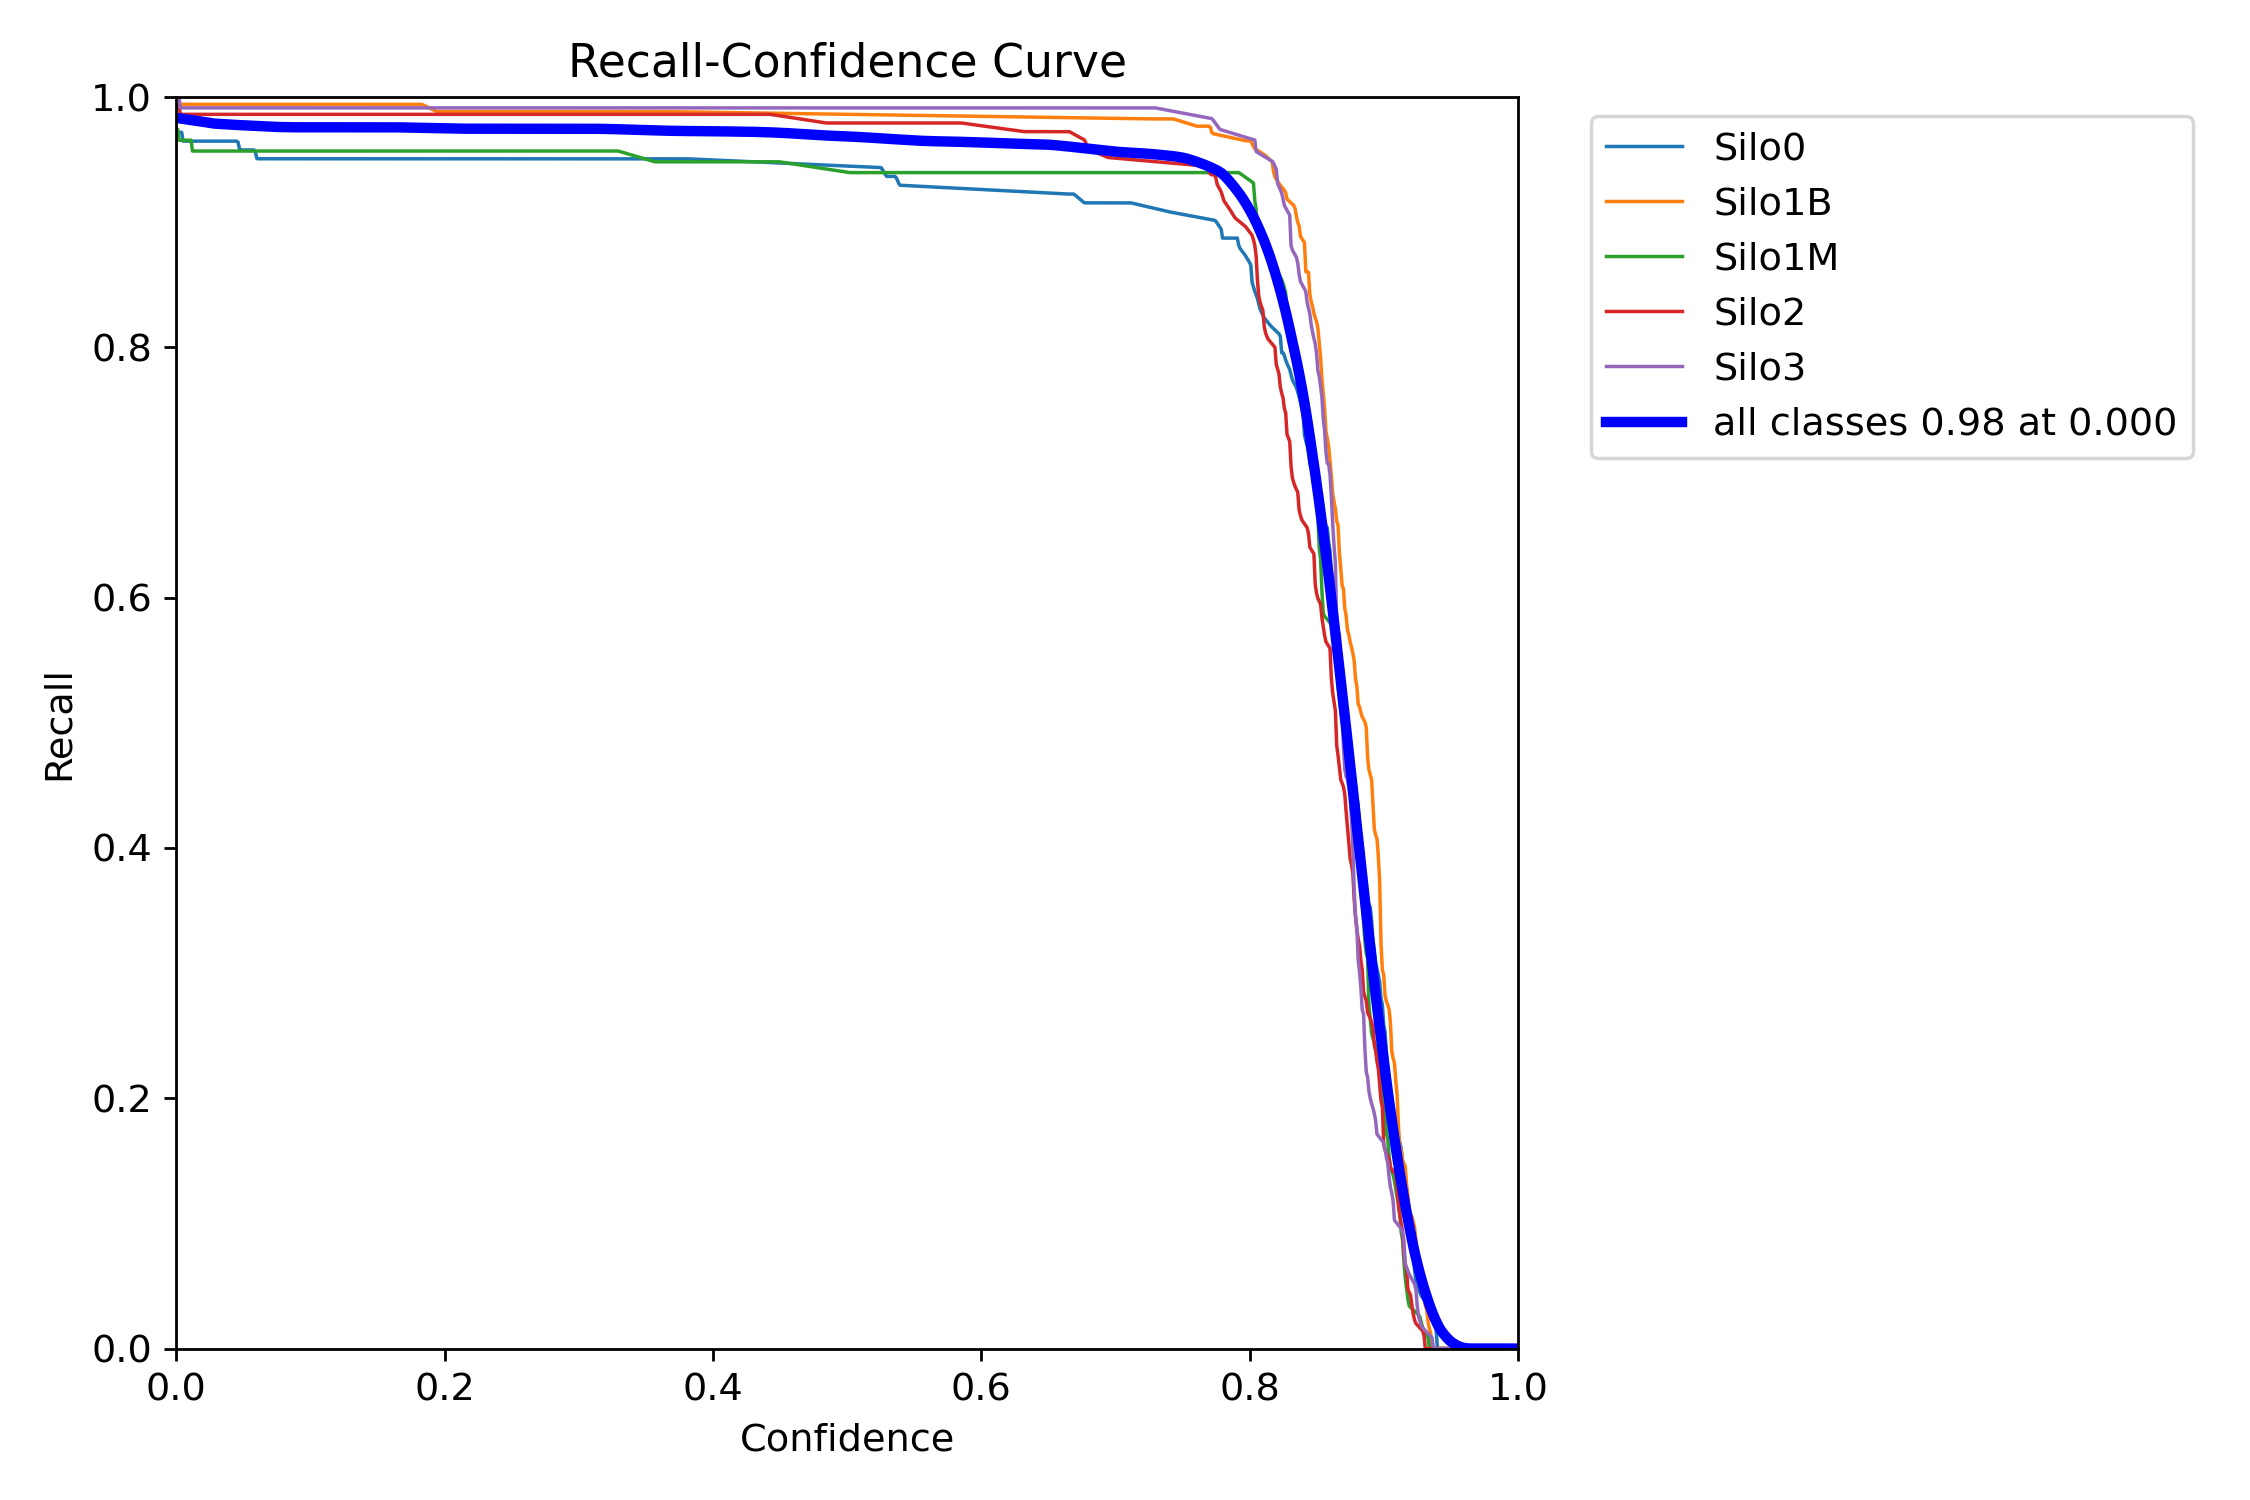 Recall-Confidence Curve
1.0
0.8
0.6
0.4
0.2
0.0
Recall
0.0 0.2 0.4 0.6 0.8 1.0
Confidence
Silo0
Silo1B
Silo1M
Silo2
Silo3
all classes 0.98 at 0.000